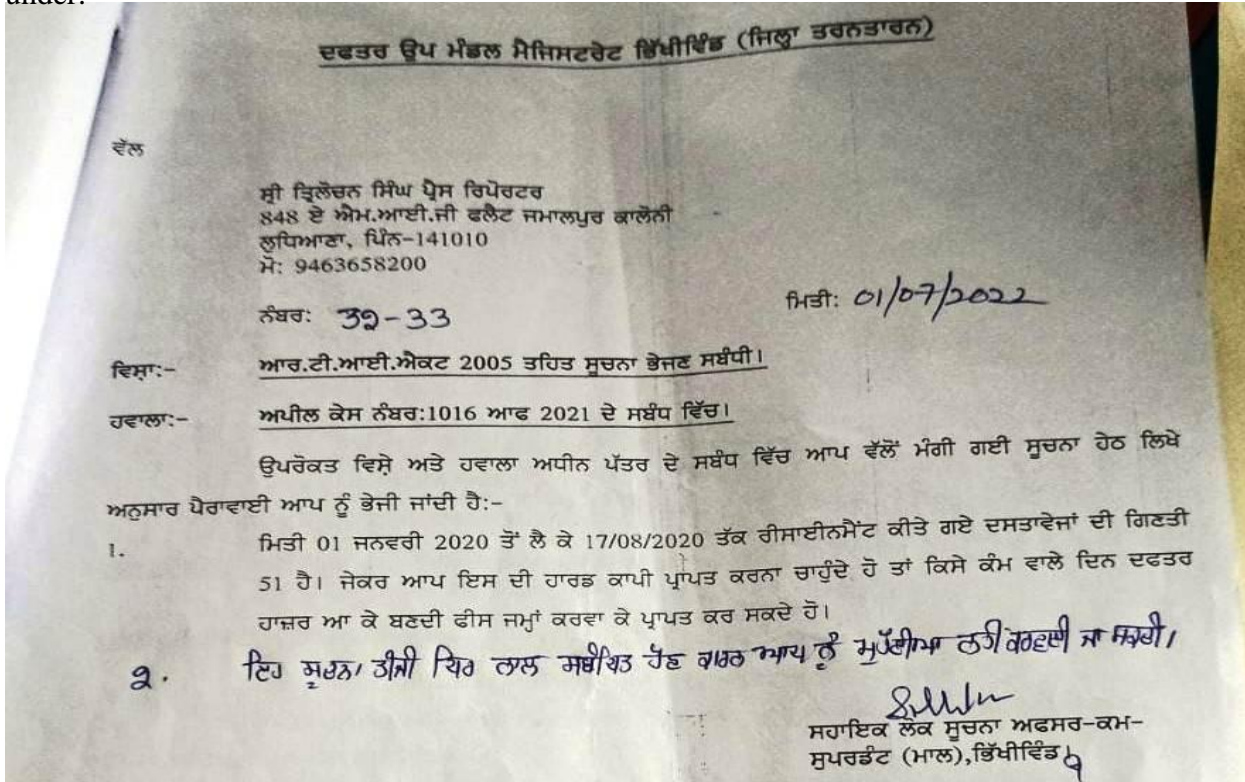 under:
ਦਫਤਰ ਉਪ ਮੰਡਲ ਮੈਜਿਸਟਰੇਟ ਭਿੱਖੀਵਿੰਡ (ਜਿਲ੍ਹਾ ਤਰਨਤਾਰਨ)
ਵੱਲ
ਸ੍ਰੀ ਤ੍ਰਿਲੋਚਨ ਸਿੰਘ ਪ੍ਰੈਸ ਰਿਪੋਰਟਰ
848 ਏ ਐਮ.ਆਈ.ਜੀ ਫਲੈਟ ਜਮਾਲਪੁਰ ਕਾਲੋਨੀ
ਲੁਧਿਆਣਾ, ਪਿੰਨ-141010
ਮੋ: 9463658200
ਨੰਬਰ: 32-33
ਮਿਤੀ: 01/07/2022
ਵਿਸ਼ਾ:- ਆਰ.ਟੀ.ਆਈ.ਐਕਟ 2005 ਤਹਿਤ ਸੂਚਨਾ ਭੇਜਣ ਸਬੰਧੀ।
ਹਵਾਲਾ:- ਅਪੀਲ ਕੇਸ ਨੰਬਰ:1016 ਆਫ 2021 ਦੇ ਸਬੰਧ ਵਿੱਚ।
ਉਪਰੋਕਤ ਵਿਸ਼ੇ ਅਤੇ ਹਵਾਲਾ ਅਧੀਨ ਪੱਤਰ ਦੇ ਸਬੰਧ ਵਿੱਚ ਆਪ ਵੱਲੋਂ ਮੰਗੀ ਗਈ ਸੂਚਨਾ ਹੇਠ ਲਿਖੇ
ਅਨੁਸਾਰ ਪੈਰਾਵਾਈ ਆਪ ਨੂੰ ਭੇਜੀ ਜਾਂਦੀ ਹੈ:-
1. ਮਿਤੀ 01 ਜਨਵਰੀ 2020 ਤੋਂ ਲੈ ਕੇ 17/08/2020 ਤੱਕ ਰੀਸਾਈਨਮੈਂਟ ਕੀਤੇ ਗਏ ਦਸਤਾਵੇਜਾਂ ਦੀ ਗਿਣਤੀ
51 ਹੈ। ਜੇਕਰ ਆਪ ਇਸ ਦੀ ਹਾਰਡ ਕਾਪੀ ਪ੍ਰਾਪਤ ਕਰਨਾ ਚਾਹੁੰਦੇ ਹੋ ਤਾਂ ਕਿਸੇ ਕੰਮ ਵਾਲੇ ਦਿਨ ਦਫਤਰ
ਹਾਜ਼ਰ ਆ ਕੇ ਬਣਦੀ ਫੀਸ ਜਮ੍ਹਾਂ ਕਰਵਾ ਕੇ ਪ੍ਰਾਪਤ ਕਰ ਸਕਦੇ ਹੋ।
2. ਇਹ ਸੂਚਨਾ ਤੀਜੀ ਧਿਰ ਨਾਲ ਸਬੰਧਿਤ ਹੋਣ ਕਾਰਨ ਆਪ ਨੂੰ ਮੁਹੱਈਆ ਨਹੀਂ ਕਰਵਾਈ ਜਾ ਸਕਦੀ।
ਸਹਾਇਕ ਲੋਕ ਸੂਚਨਾ ਅਫਸਰ-ਕਮ-
ਸੁਪਰਡੰਟ (ਮਾਲ),ਭਿੱਖੀਵਿੰਡ।